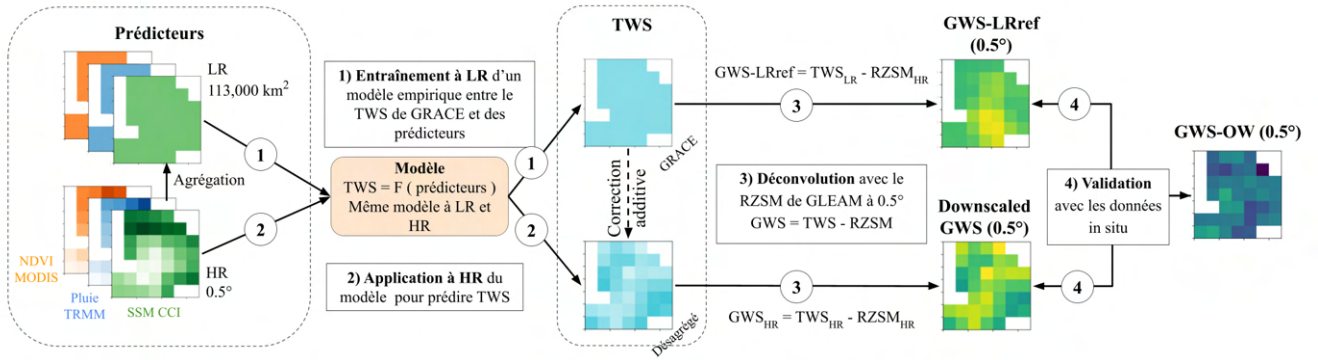 Prédicteurs
LR
113,000 km²
Agrégation
HR
0.5°
NDVI
MODIS
Pluie
TRMM
SSM CCI
1
2
1) Entraînement à LR d'un
modèle empirique entre le
TWS de GRACE et des
prédicteurs
Modèle
TWS = F ( prédicteurs )
Même modèle à LR et
HR
2) Application à HR du
modèle pour prédire TWS
1
2
TWS
GRACE
Correction
additive
Désagrégé
GWS-LRref = TWS_LR - RZSM_HR
3
3) Déconvolution avec le
RZSM de GLEAM à 0.5°
GWS = TWS - RZSM
3
GWS_HR = TWS_HR - RZSM_HR
GWS-LRref
(0.5°)
Downscaled
GWS (0.5°)
4
4) Validation
avec les données
in situ
4
GWS-OW (0.5°)